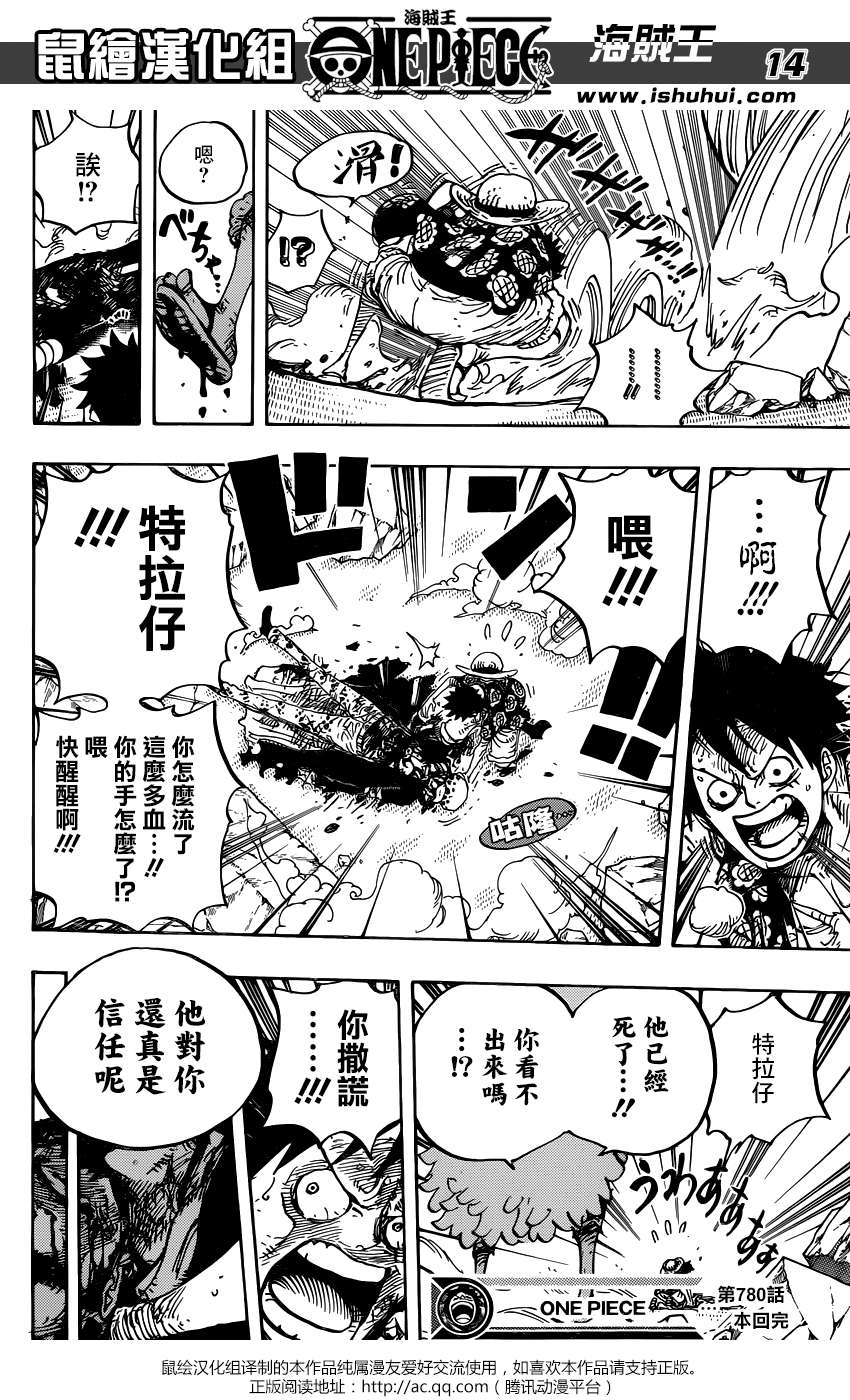 鼠繪漢化組
海賊王
ONE PIECE
海賊王
14
www.ishuhui.com
ズザザザザ…!!
滑!
!?
…………!!
嗯?
べちゃ…
誒!?
…啊!!!
喂!!!
ドーン!!
特拉仔!!!
你怎麼流了
這麼多血…!!
你的手怎麼了!?
喂
快醒醒啊!!!
咕隆…
特拉仔
他已經
死了…!!
你看不
出來嗎
…!?
うわあああす
你撒謊
……!!!
他對你
還真是
信任呢
ONE PIECE
第780話
本回完
鼠绘汉化组译制的本作品纯属漫友爱好交流使用，如喜欢本作品请支持正版。
正版阅读地址：http://ac.qq.com（腾讯动漫平台）